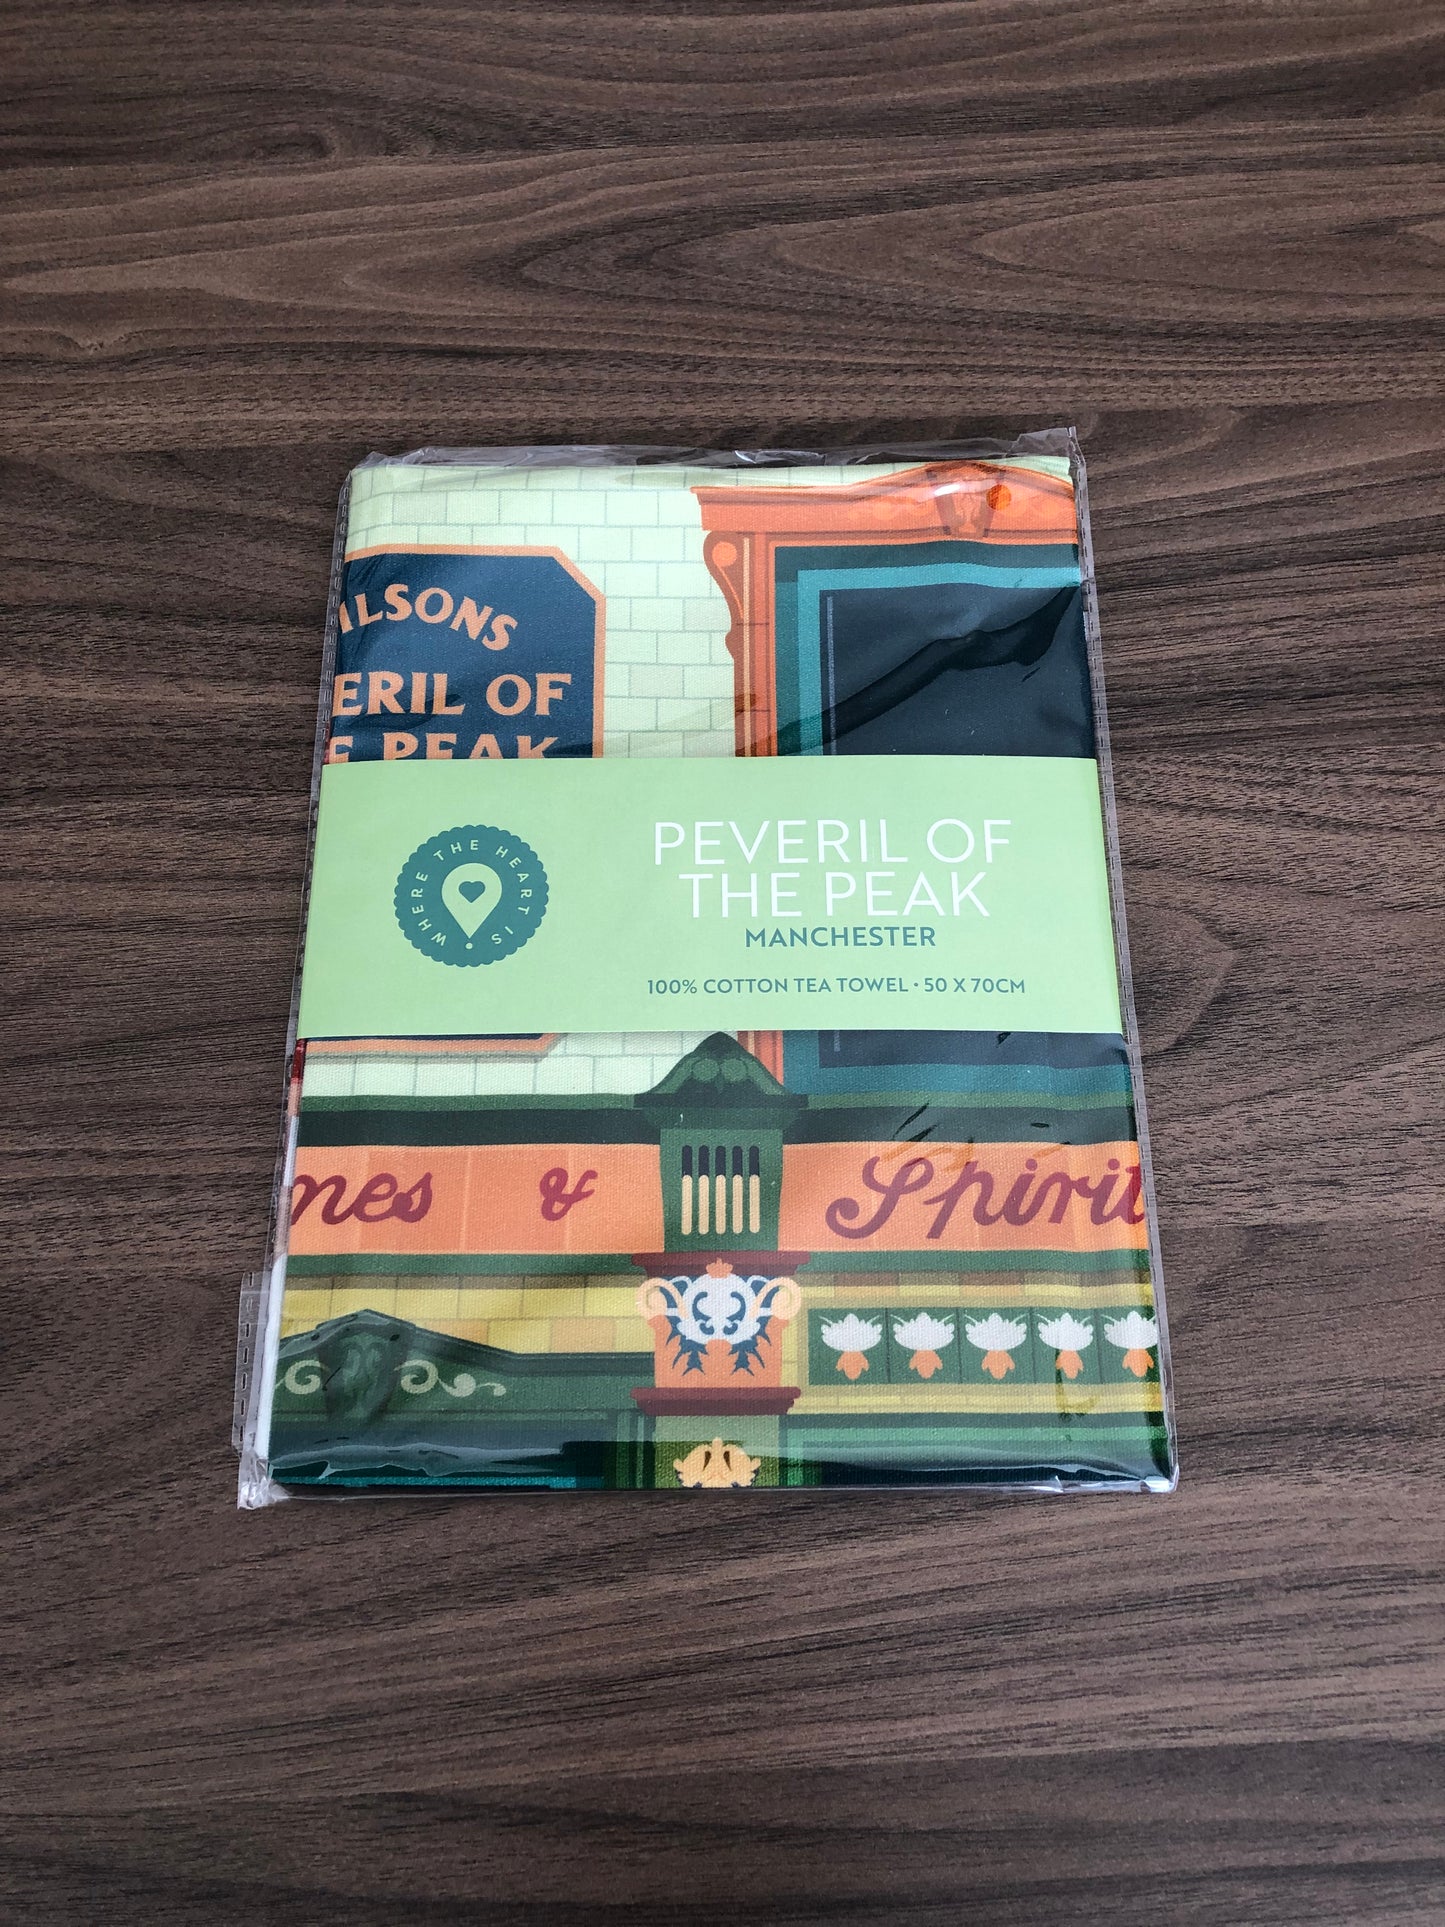 ILSONS
ERIL OF
E PEAK
WHERE THE HEART IS
PEVERIL OF
THE PEAK
MANCHESTER
100% COTTON TEA TOWEL • 50 X 70CM
nes & Spirit